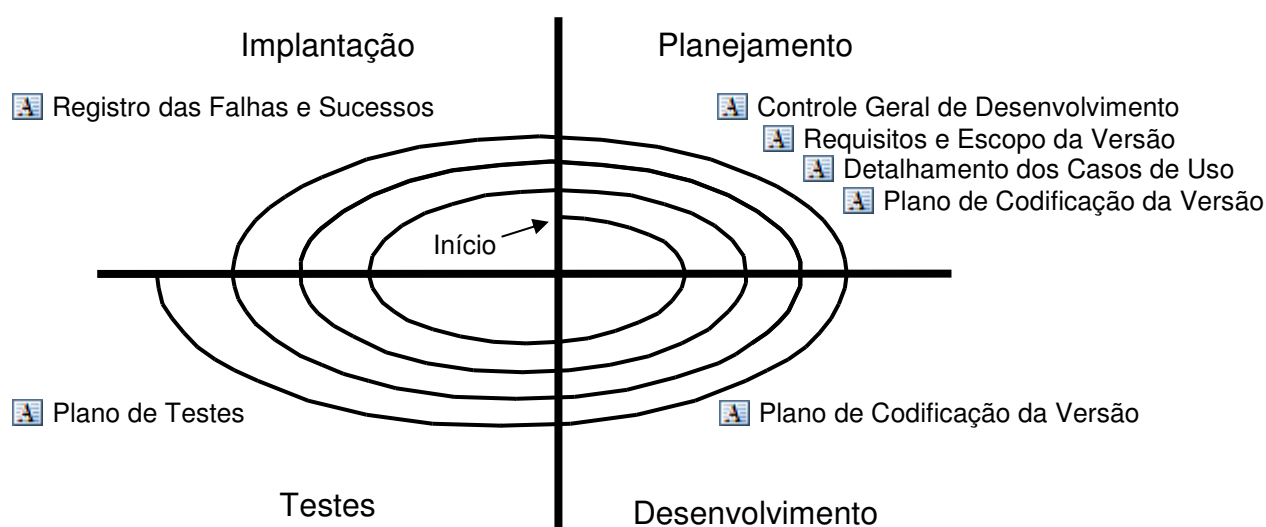 Implantação
Planejamento
Registro das Falhas e Sucessos
Controle Geral de Desenvolvimento
Requisitos e Escopo da Versão
Detalhamento dos Casos de Uso
Plano de Codificação da Versão
Início
Plano de Testes
Plano de Codificação da Versão
Testes
Desenvolvimento